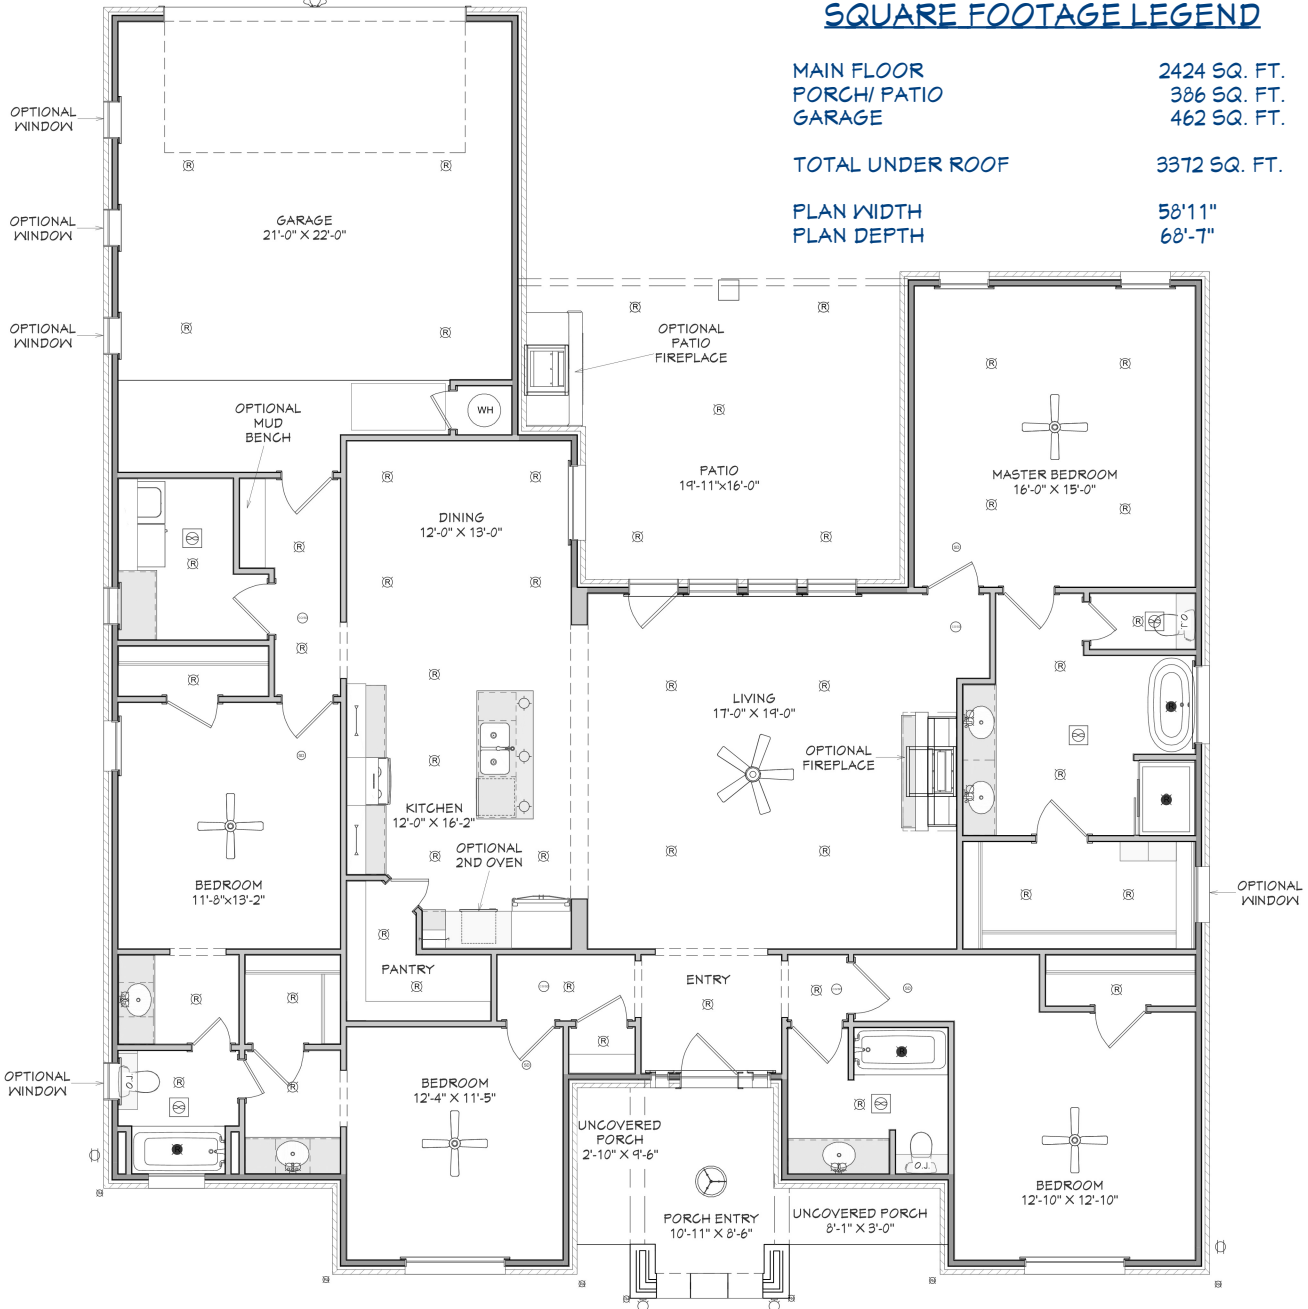 SQUARE FOOTAGE LEGEND
MAIN FLOOR 2424 SQ. FT.
PORCH/ PATIO 386 SQ. FT.
GARAGE 462 SQ. FT.
TOTAL UNDER ROOF 3372 SQ. FT.
PLAN WIDTH 58'11"
PLAN DEPTH 68'-7"
OPTIONAL
WINDOW
OPTIONAL
WINDOW
OPTIONAL
WINDOW
R
R
GARAGE
21'-0" X 22'-0"
R
R
OPTIONAL
MUD
BENCH
WH
R
R
OPTIONAL
PATIO
FIREPLACE
R
PATIO
19'-11"x16'-0"
R
R
R
R
MASTER BEDROOM
16'-0" X 15'-0"
R
R
R
R
DINING
12'-0" X 13'-0"
R
R
R
R
R
R
R
R
R
LIVING
17'-0" X 19'-0"
R
R
OPTIONAL
FIREPLACE
R
R
R
R
R
KITCHEN
12'-0" X 16'-2"
R
R
OPTIONAL
2ND OVEN
BEDROOM
11'-8"x13'-2"
R
R
OPTIONAL
WINDOW
R
PANTRY
R
R
R
R
ENTRY
R
R
R
R
OPTIONAL
WINDOW
R
O.J.
R
R
BEDROOM
12'-4" X 11'-5"
UNCOVERED
PORCH
2'-10" X 9'-6"
PORCH ENTRY
10'-11" X 8'-6"
UNCOVERED PORCH
8'-1" X 3'-0"
O.J.
BEDROOM
12'-10" X 12'-10"